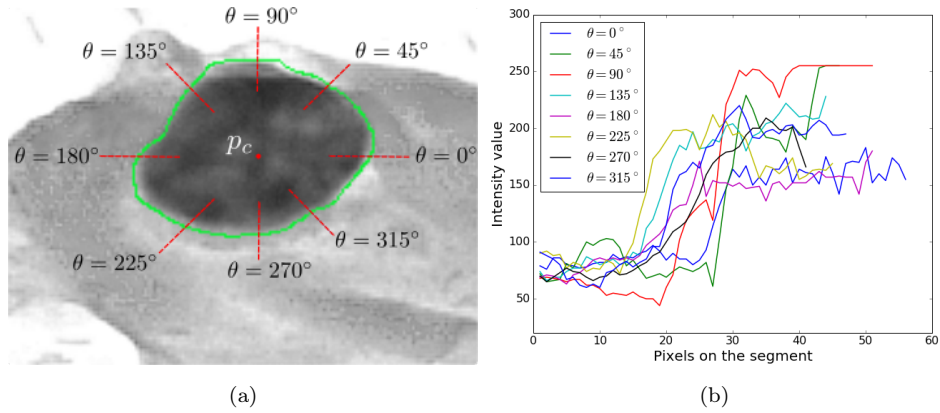 θ = 90°
θ = 135°
θ = 45°
θ = 180°
p_c
θ = 0°
θ = 225°
θ = 315°
θ = 270°
(a)
300
250
200
150
100
50
Intensity value
θ = 0°
θ = 45°
θ = 90°
θ = 135°
θ = 180°
θ = 225°
θ = 270°
θ = 315°
0 10 20 30 40 50 60
Pixels on the segment
(b)